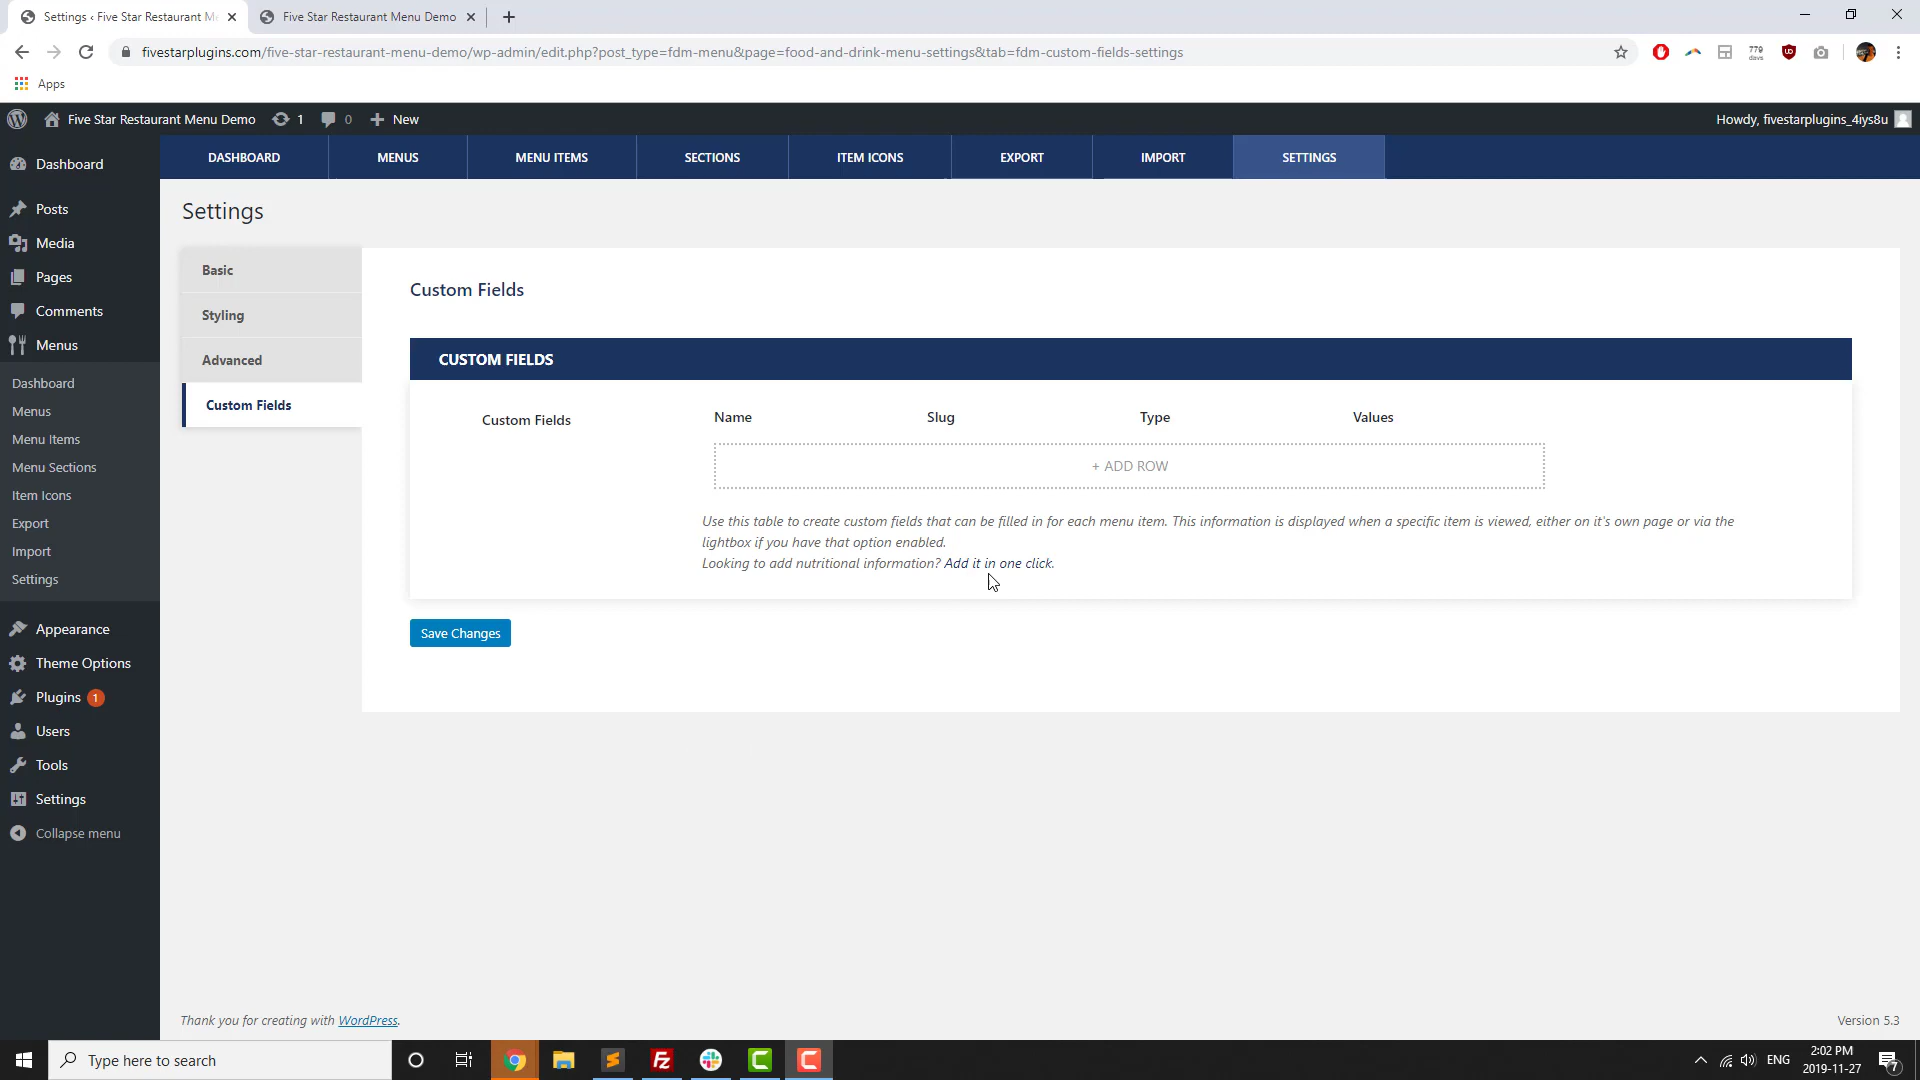 Settings ‹ Five Star Restaurant M
Five Star Restaurant Menu Demo
fivestarplugins.com/five-star-restaurant-menu-demo/wp-admin/edit.php?post_type=fdm-menu&page=food-and-drink-menu-settings&tab=fdm-custom-fields-settings
779
days
Apps
Five Star Restaurant Menu Demo
1
0
New
Howdy, fivestarplugins_4iys8u
DASHBOARD
MENUS
MENU ITEMS
SECTIONS
ITEM ICONS
EXPORT
IMPORT
SETTINGS
Dashboard
Posts
Media
Pages
Comments
Menus
Dashboard
Menus
Menu Items
Menu Sections
Item Icons
Export
Import
Settings
Appearance
Theme Options
Plugins 1
Users
Tools
Settings
Collapse menu
Settings
Basic
Styling
Advanced
Custom Fields
Custom Fields
CUSTOM FIELDS
Custom Fields
Name
Slug
Type
Values
+ ADD ROW
Use this table to create custom fields that can be filled in for each menu item. This information is displayed when a specific item is viewed, either on it's own page or via the
lightbox if you have that option enabled.
Looking to add nutritional information? Add it in one click.
Save Changes
Thank you for creating with WordPress.
Version 5.3
Type here to search
ENG
2:02 PM
2019-11-27
7